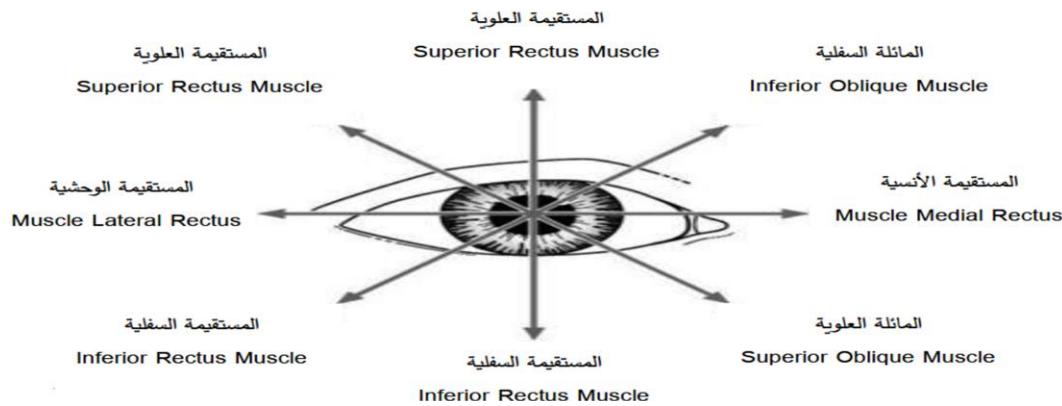 المستقيمة العلوية
Superior Rectus Muscle
المستقيمة العلوية
Superior Rectus Muscle
المائلة السفلية
Inferior Oblique Muscle
المستقيمة الوحشية
Muscle Lateral Rectus
المستقيمة الأنسية
Muscle Medial Rectus
المستقيمة السفلية
Inferior Rectus Muscle
المستقيمة السفلية
Inferior Rectus Muscle
المائلة العلوية
Superior Oblique Muscle